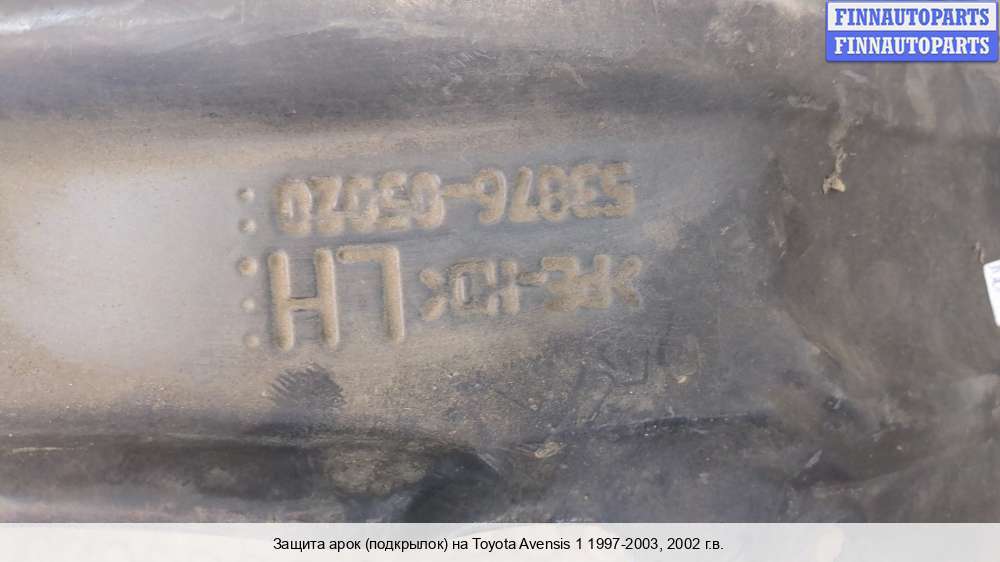 FINNAUTOPARTS
FINNAUTOPARTS
>PE-HD< LH
53876-05020
Защита арок (подкрылок) на Toyota Avensis 1 1997-2003, 2002 г.в.